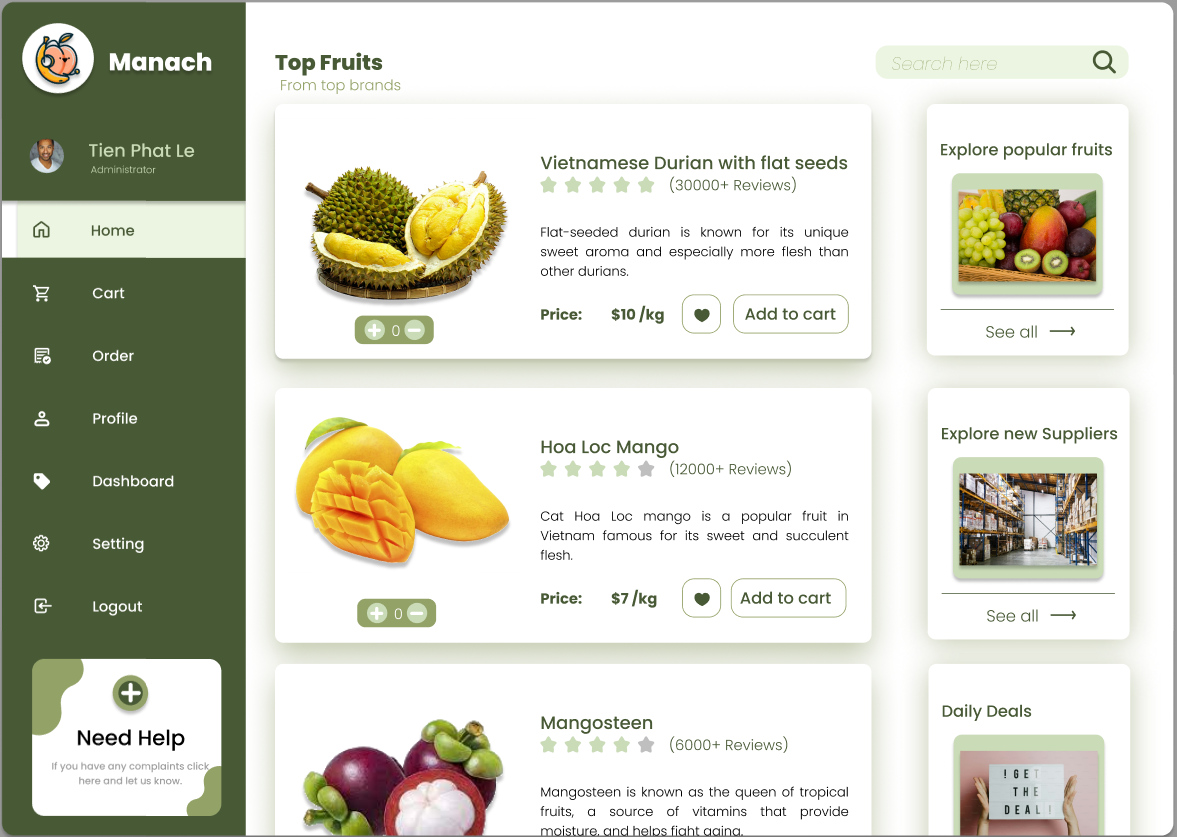 Manach
Tien Phat Le
Administrator
Home
Cart
Order
Profile
Dashboard
Setting
Logout
Need Help
If you have any complaints click
here and let us know.
Top Fruits
From top brands
Search here
Vietnamese Durian with flat seeds
(30000+ Reviews)
Flat-seeded durian is known for its unique
sweet aroma and especially more flesh than
other durians.
Price: $10 /kg Add to cart
0
Hoa Loc Mango
(12000+ Reviews)
Cat Hoa Loc mango is a popular fruit in
Vietnam famous for its sweet and succulent
flesh.
Price: $7 /kg Add to cart
0
Mangosteen
(6000+ Reviews)
Mangosteen is known as the queen of tropical
fruits, a source of vitamins that provide
moisture, and helps fight aging.
Explore popular fruits
See all
Explore new Suppliers
See all
Daily Deals
! GET
THE
DEAL !